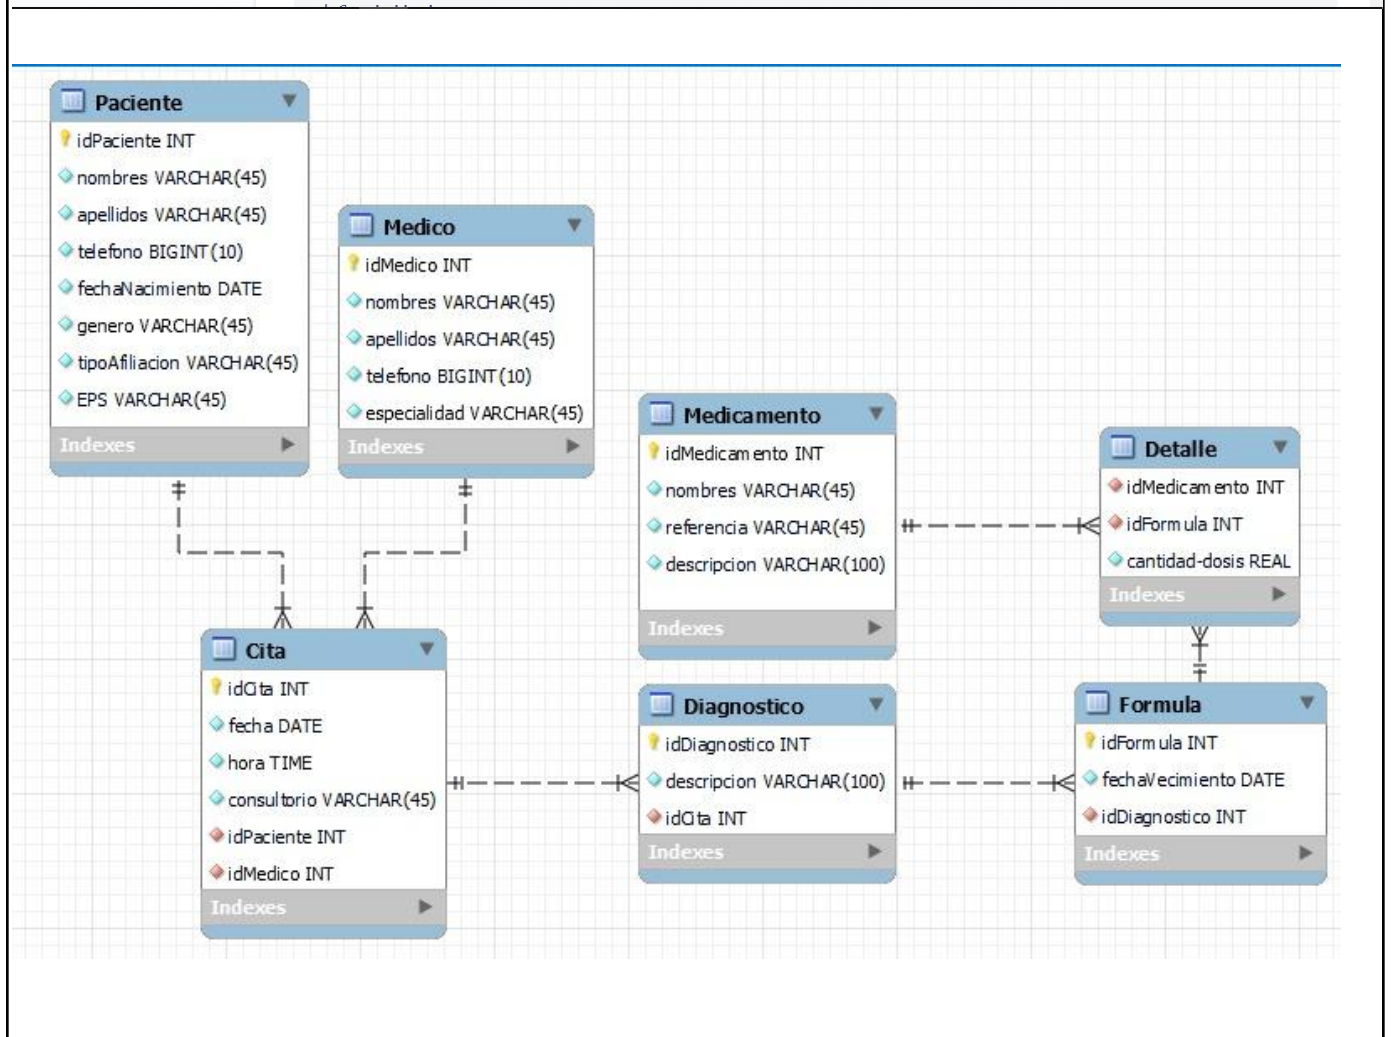 Paciente
idPaciente INT
nombres VARCHAR(45)
apellidos VARCHAR(45)
telefono BIGINT(10)
fechaNacimiento DATE
genero VARCHAR(45)
tipoAfiliacion VARCHAR(45)
EPS VARCHAR(45)
Indexes
Medico
idMedico INT
nombres VARCHAR(45)
apellidos VARCHAR(45)
telefono BIGINT(10)
especialidad VARCHAR(45)
Indexes
Medicamento
idMedicamento INT
nombres VARCHAR(45)
referencia VARCHAR(45)
descripcion VARCHAR(100)
Indexes
Detalle
idMedicamento INT
idFormula INT
cantidad-dosis REAL
Indexes
Cita
idCita INT
fecha DATE
hora TIME
consultorio VARCHAR(45)
idPaciente INT
idMedico INT
Indexes
Diagnostico
idDiagnostico INT
descripcion VARCHAR(100)
idCita INT
Indexes
Formula
idFormula INT
fechaVecimiento DATE
idDiagnostico INT
Indexes